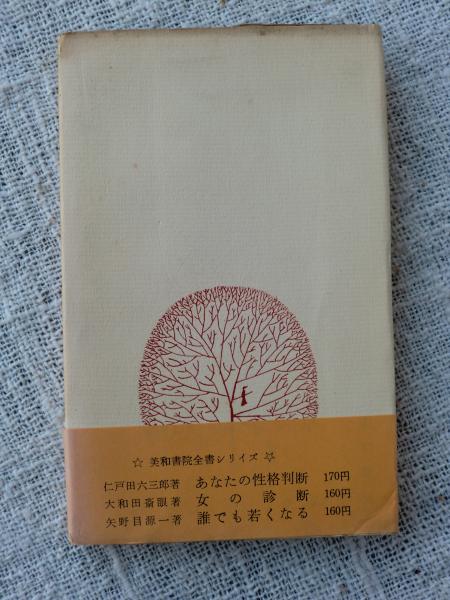 ☆ 美和書院全書シリイズ ☆
仁戸田六三郎著 あなたの性格判断 170円
大和田斎眼著 女の診断 160円
矢野目源一著 誰でも若くなる 160円